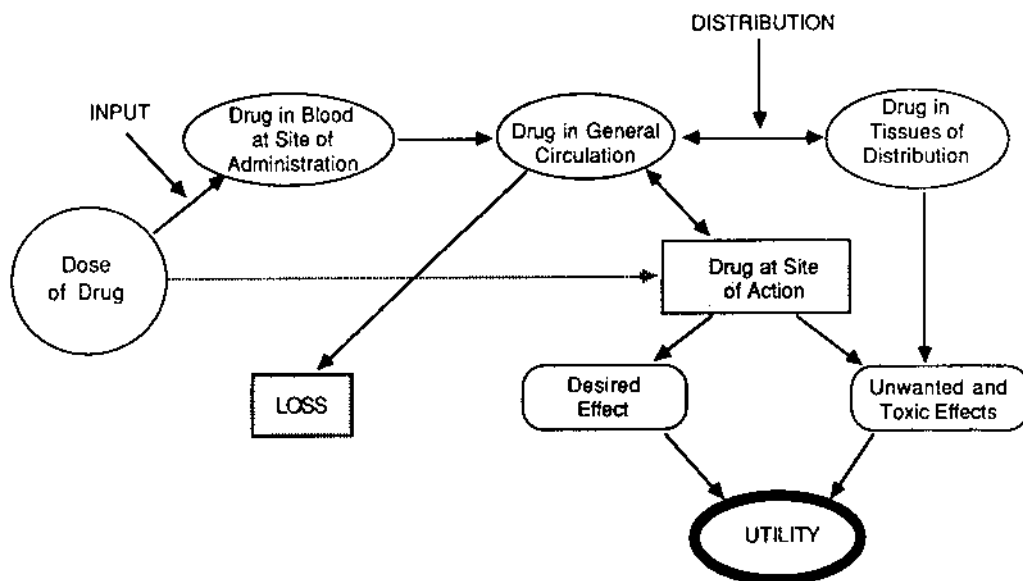 DISTRIBUTION
INPUT
Drug in Blood
at Site of
Administration
Drug in General
Circulation
Drug in
Tissues of
Distribution
Dose
of Drug
Drug at Site
of Action
LOSS
Desired
Effect
Unwanted and
Toxic Effects
UTILITY